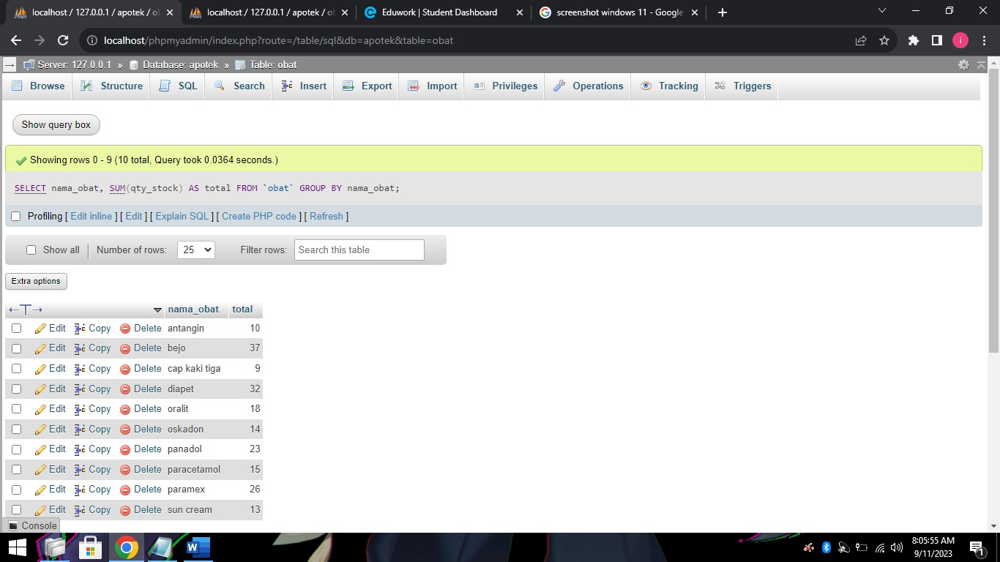 localhost / 127.0.0.1 / apotek / ob
localhost / 127.0.0.1 / apotek / ob
Eduwork | Student Dashboard
screenshot windows 11 - Google
localhost/phpmyadmin/index.php?route=/table/sql&db=apotek&table=obat
i
Server: 127.0.0.1 » Database: apotek » Table: obat
Browse Structure SQL Search Insert Export Import Privileges Operations Tracking Triggers
Show query box
Showing rows 0 - 9 (10 total, Query took 0.0364 seconds.)
SELECT nama_obat, SUM(qty_stock) AS total FROM `obat` GROUP BY nama_obat;
Profiling [ Edit inline ] [ Edit ] [ Explain SQL ] [ Create PHP code ] [ Refresh ]
Show all | Number of rows: 25 Filter rows: Search this table
Extra options
←T→ nama_obat total
Edit Copy Delete antangin 10
Edit Copy Delete bejo 37
Edit Copy Delete cap kaki tiga 9
Edit Copy Delete diapet 32
Edit Copy Delete oralit 18
Edit Copy Delete oskadon 14
Edit Copy Delete panadol 23
Edit Copy Delete paracetamol 15
Edit Copy Delete paramex 26
Edit Copy Delete sun cream 13
Console
W
8:05:55 AM
9/11/2023
1